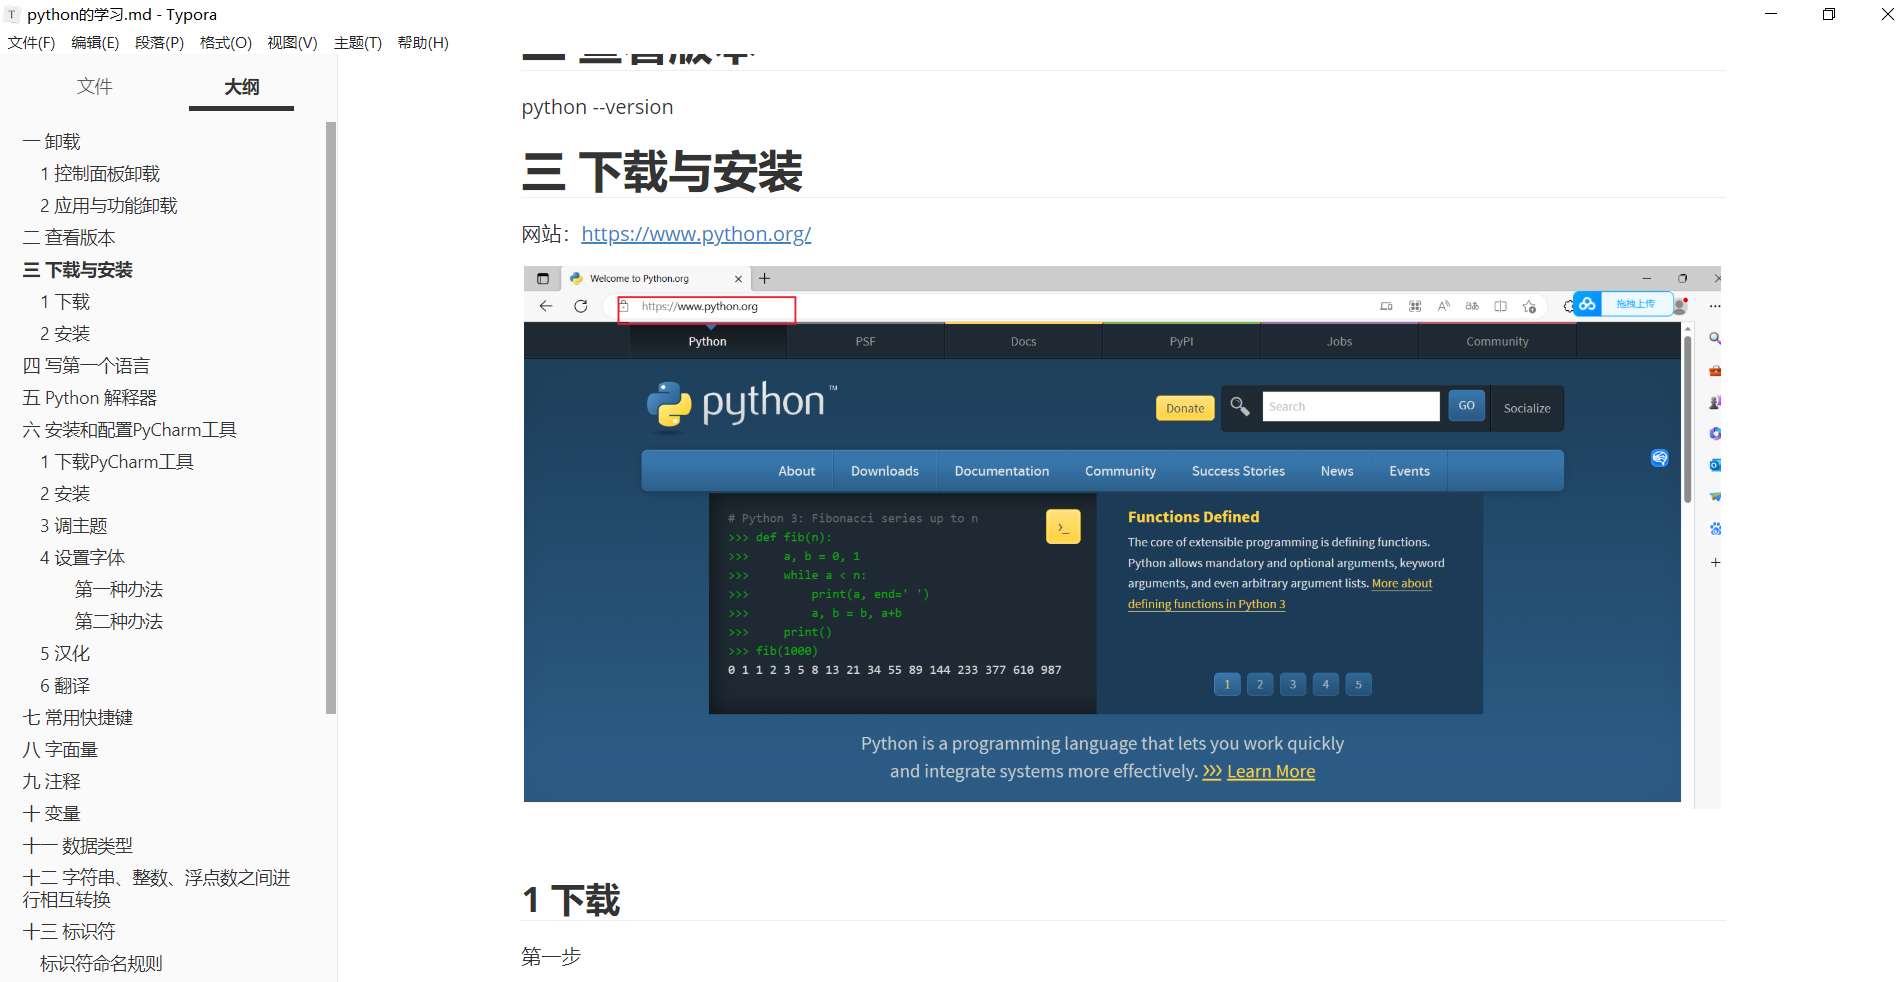 python的学习.md - Typora
文件(F) 编辑(E) 段落(P) 格式(O) 视图(V) 主题(T) 帮助(H)
文件 大纲
一 卸载
1 控制面板卸载
2 应用与功能卸载
二 查看版本
三 下载与安装
1 下载
2 安装
四 写第一个语言
五 Python 解释器
六 安装和配置PyCharm工具
1 下载PyCharm工具
2 安装
3 调主题
4 设置字体
第一种办法
第二种办法
5 汉化
6 翻译
七 常用快捷键
八 字面量
九 注释
十 变量
十一 数据类型
十二 字符串、整数、浮点数之间进
行相互转换
十三 标识符
标识符命名规则
二 查看版本
python --version
三 下载与安装
网站：https://www.python.org/
Welcome to Python.org
https://www.python.org
拖拽上传
Python PSF Docs PyPI Jobs Community
python™
Donate Search GO Socialize
About Downloads Documentation Community Success Stories News Events
# Python 3: Fibonacci series up to n
>>> def fib(n):
>>> a, b = 0, 1
>>> while a < n:
>>> print(a, end=' ')
>>> a, b = b, a+b
>>> print()
>>> fib(1000)
0 1 1 2 3 5 8 13 21 34 55 89 144 233 377 610 987
>_
Functions Defined
The core of extensible programming is defining functions.
Python allows mandatory and optional arguments, keyword
arguments, and even arbitrary argument lists. More about
defining functions in Python 3
1 2 3 4 5
Python is a programming language that lets you work quickly
and integrate systems more effectively. >>> Learn More
1 下载
第一步